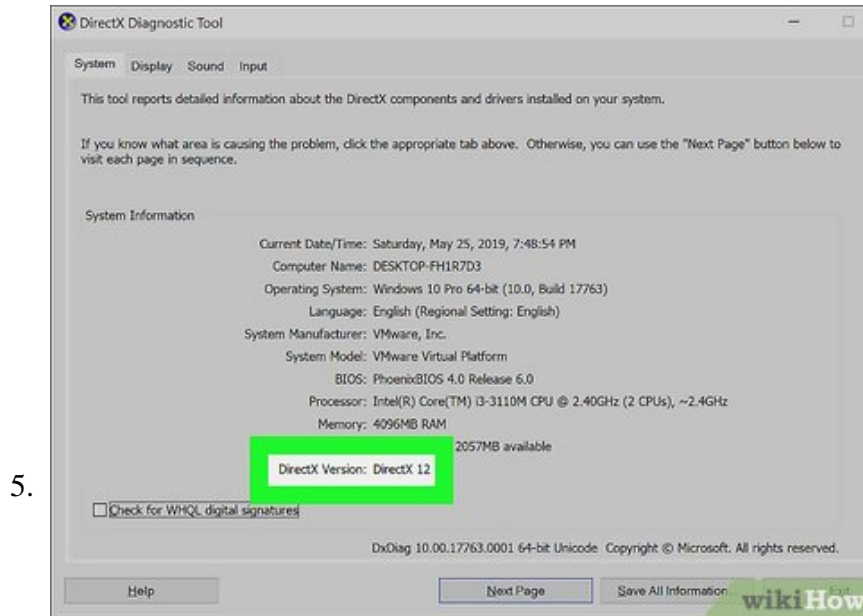 DirectX Diagnostic Tool
System Display Sound Input
This tool reports detailed information about the DirectX components and drivers installed on your system.
If you know what area is causing the problem, click the appropriate tab above. Otherwise, you can use the "Next Page" button below to
visit each page in sequence.
System Information
Current Date/Time: Saturday, May 25, 2019, 7:48:54 PM
Computer Name: DESKTOP-FH1R7D3
Operating System: Windows 10 Pro 64-bit (10.0, Build 17763)
Language: English (Regional Setting: English)
System Manufacturer: VMware, Inc.
System Model: VMware Virtual Platform
BIOS: PhoenixBIOS 4.0 Release 6.0
Processor: Intel(R) Core(TM) i3-3110M CPU @ 2.40GHz (2 CPUs), ~2.4GHz
Memory: 4096MB RAM
2057MB available
DirectX Version: DirectX 12
5.
Check for WHQL digital signatures
DxDiag 10.00.17763.0001 64-bit Unicode Copyright © Microsoft. All rights reserved.
Help Next Page Save All Information
wikiHow